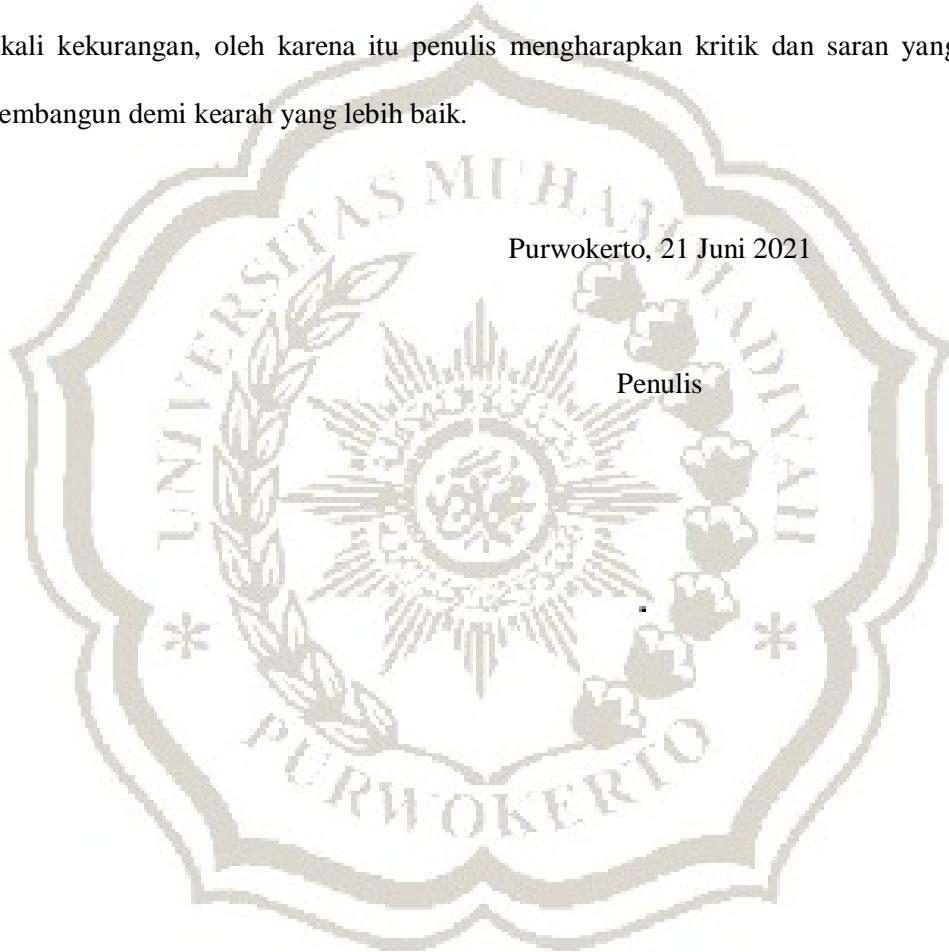 kali kekurangan, oleh karena itu penulis mengharapkan kritik dan saran yang
embangun demi kearah yang lebih baik.
UNIVERSITAS MUHAMMADIYAH
Purwokerto, 21 Juni 2021
Penulis
PURWOKERTO